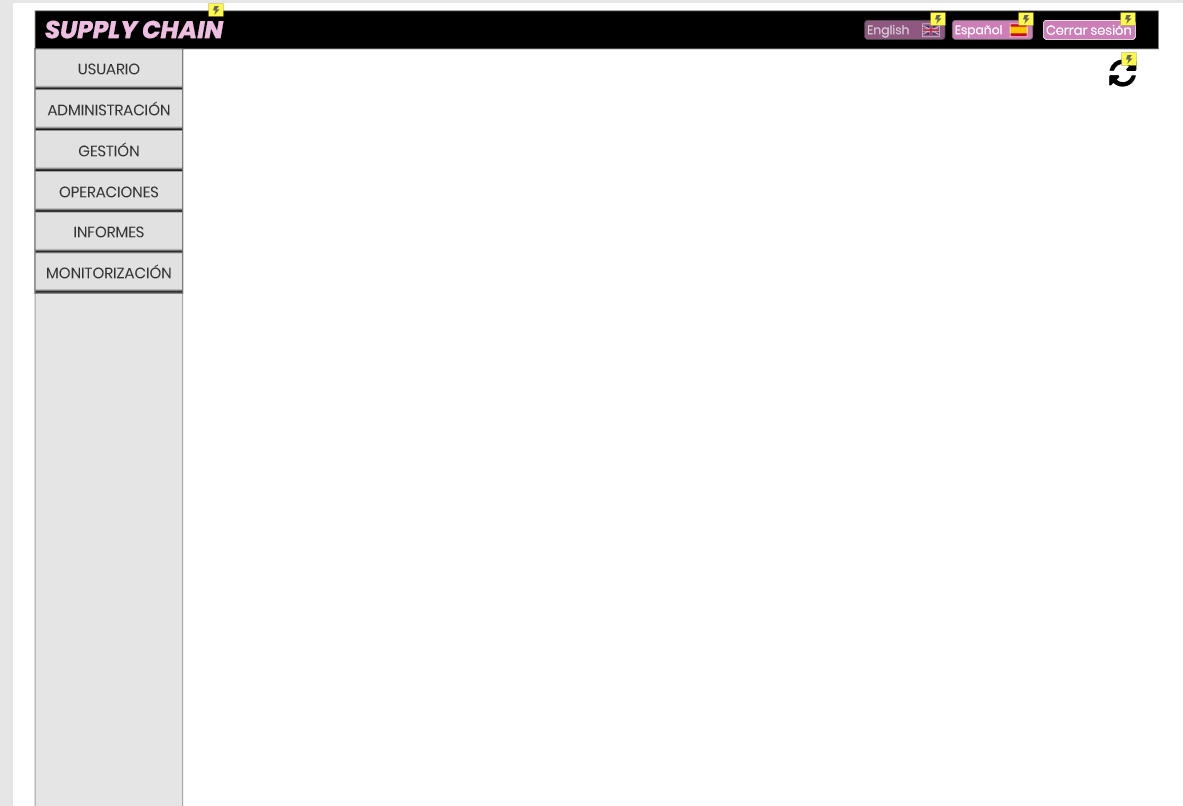 SUPPLY CHAIN
English
Español
Cerrar sesión
USUARIO
ADMINISTRACIÓN
GESTIÓN
OPERACIONES
INFORMES
MONITORIZACIÓN